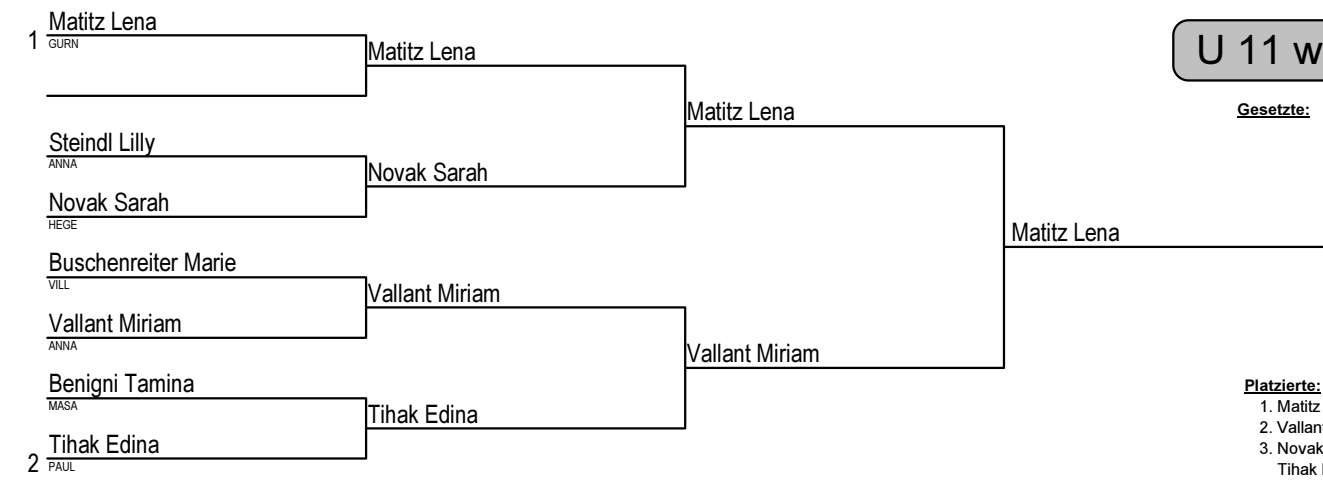 Matitz Lena
1 GURN
Matitz Lena
U 11 w
Matitz Lena
Gesetzte:
Steindl Lilly
ANNA
Novak Sarah
Novak Sarah
HEGE
Matitz Lena
Buschenreiter Marie
VILL
Vallant Miriam
Vallant Miriam
ANNA
Vallant Miriam
Benigni Tamina
MASA
Tihak Edina
Tihak Edina
2 PAUL
Platzierte:
1. Matitz
2. Vallant
3. Novak
Tihak